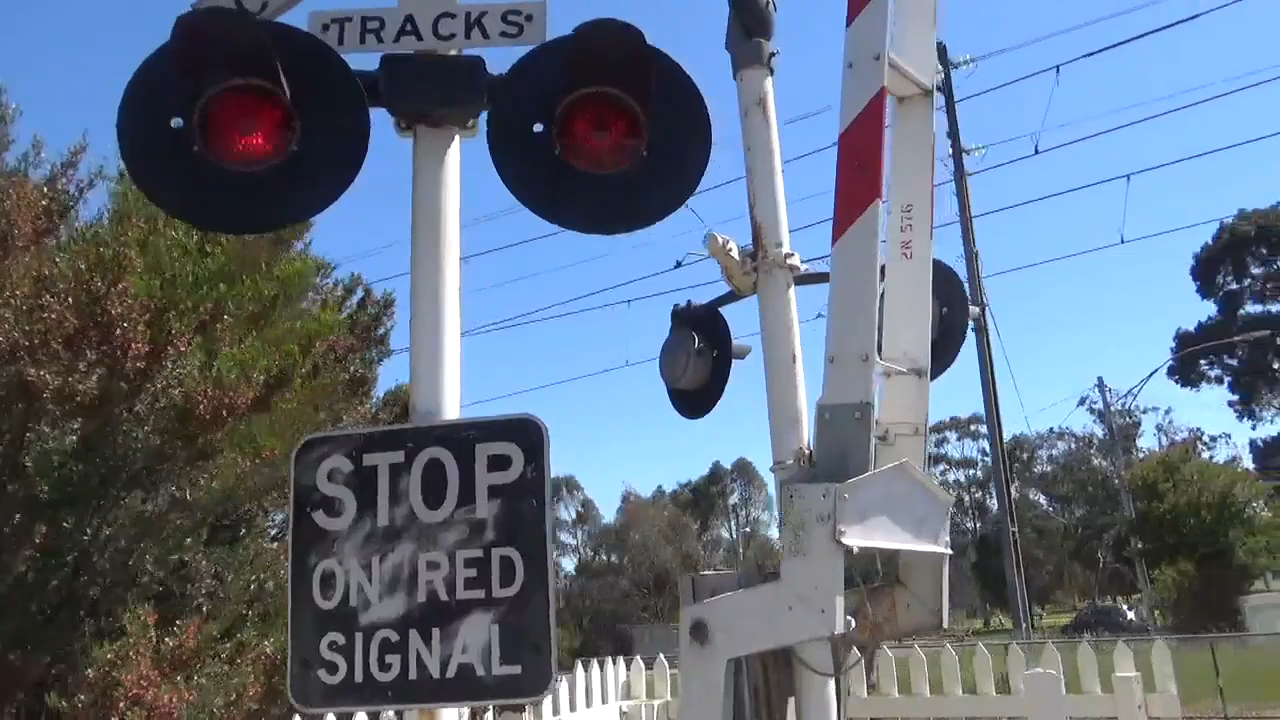 TRACKS
STOP
ON RED
SIGNAL
2N 576